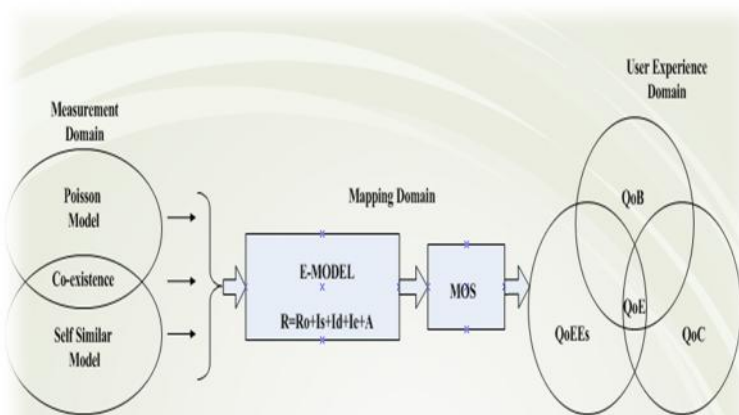 User Experience
Domain
Measurement
Domain
Poisson
Model
Mapping Domain
QoB
Co-existence
E-MODEL
MOS
QoE
R=Ro+Is+Id+Ie+A
Self Similar
Model
QoEEs
QoC